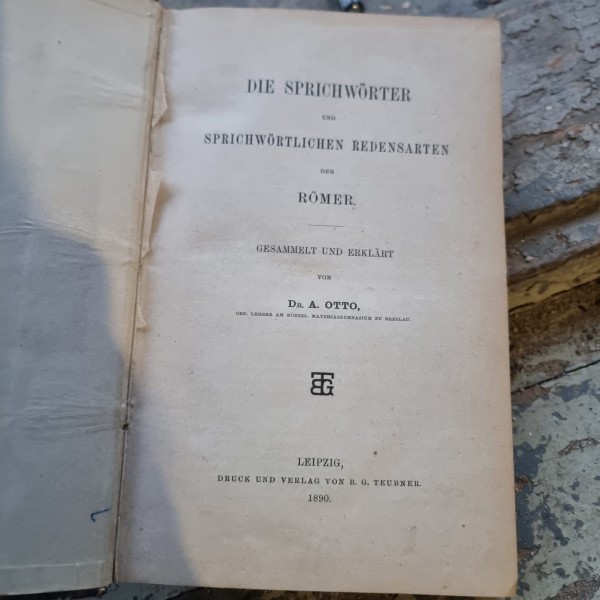 DIE SPRICHWÖRTER
UND
SPRICHWÖRTLICHEN REDENSARTEN
DER
RÖMER.
GESAMMELT UND ERKLÄRT
VON
DR. A. OTTO,
ORD. LEHRER AM KÖNIGL. MATTHIASGYMNASIUM ZU BRESLAU.
BTG
LEIPZIG,
DRUCK UND VERLAG VON B. G. TEUBNER.
1890.